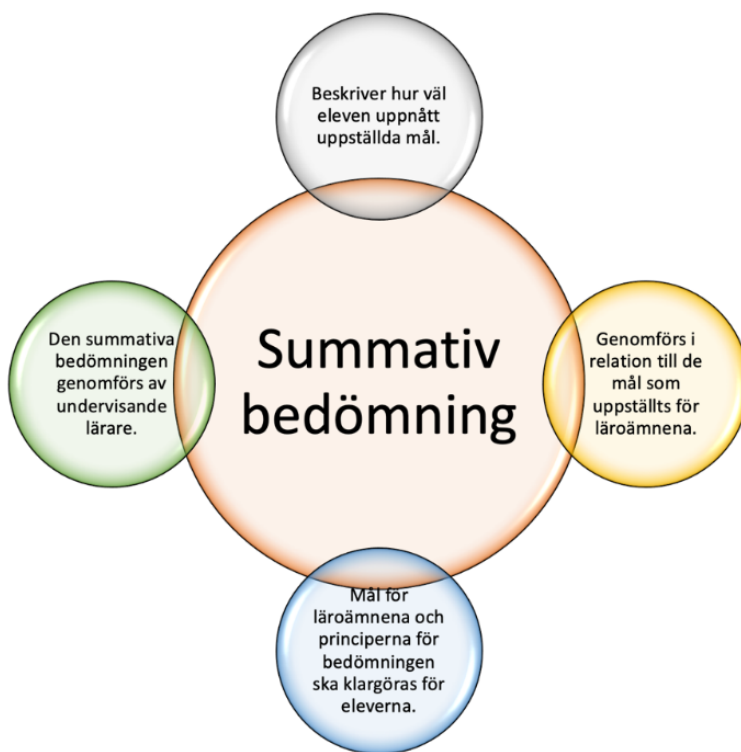 Beskriver hur väl
eleven uppnått
uppställda mål.
Den summativa
bedömningen
genomförs av
undervisande
lärare.
Summativ
bedömning
Genomförs i
relation till de
mål som
uppställts för
läroämnena.
Mål för
läroämnena och
principerna för
bedömningen
ska klargöras för
eleverna.